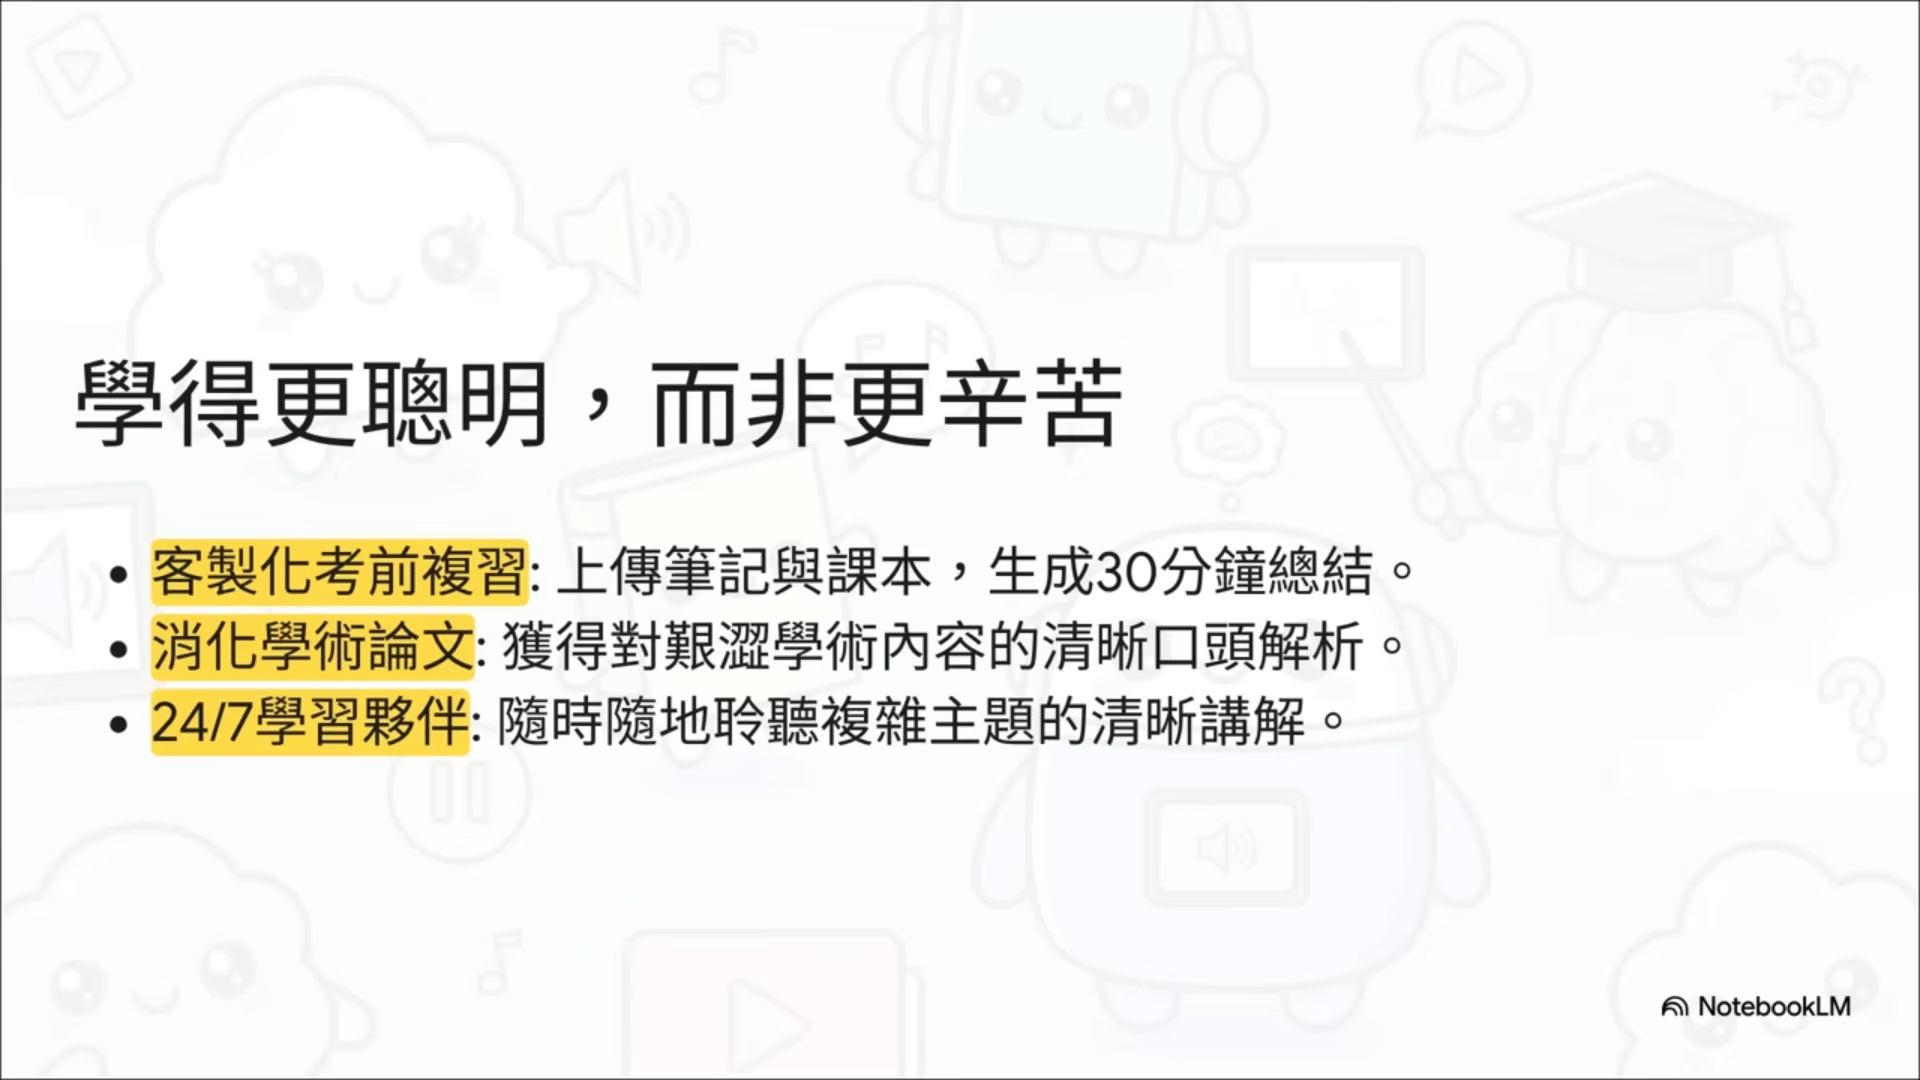 學得更聰明，而非更辛苦
• 客製化考前複習: 上傳筆記與課本，生成30分鐘總結。
• 消化學術論文: 獲得對艱澀學術內容的清晰口頭解析。
• 24/7學習夥伴: 隨時隨地聆聽複雜主題的清晰講解。
NotebookLM